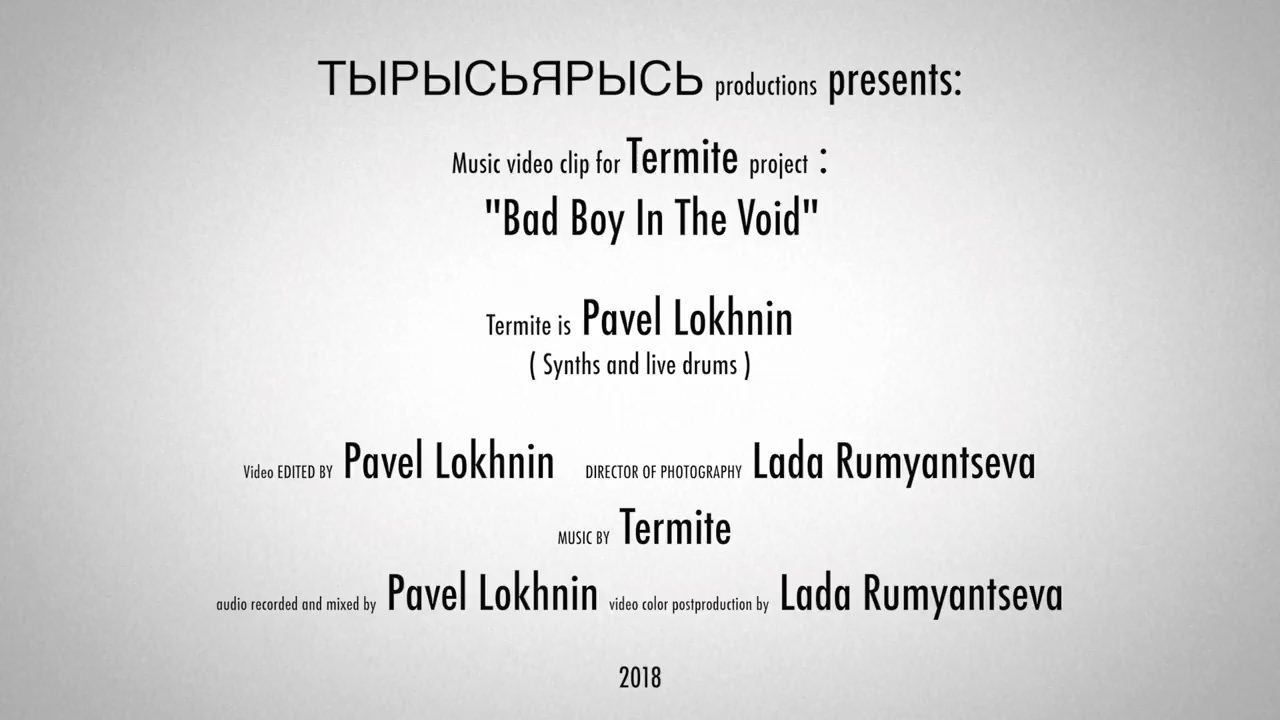 ТЫРЫСЬЯРЫСЬ productions presents:
Music video clip for Termite project :
"Bad Boy In The Void"
Termite is Pavel Lokhnin
( Synths and live drums )
Video EDITED BY Pavel Lokhnin DIRECTOR OF PHOTOGRAPHY Lada Rumyantseva
MUSIC BY Termite
audio recorded and mixed by Pavel Lokhnin video color postproduction by Lada Rumyantseva
2018